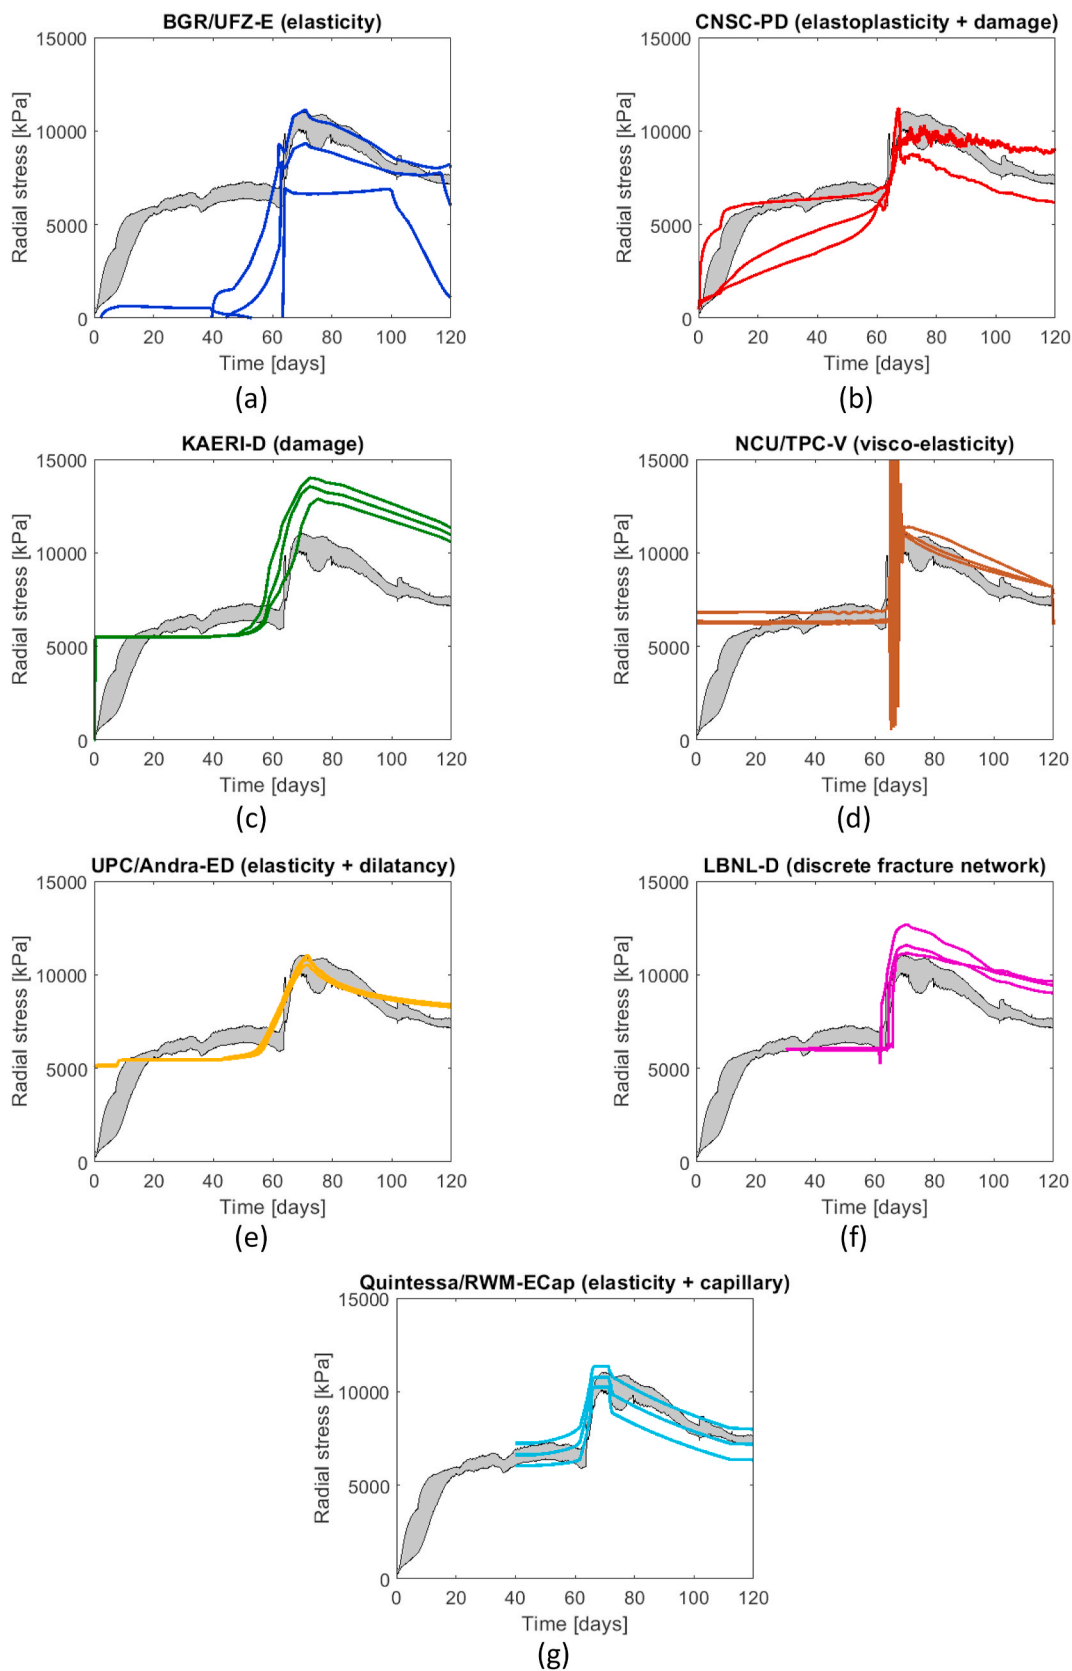 BGR/UFZ-E (elasticity)
15000
10000
5000
0
Radial stress [kPa]
0 20 40 60 80 100 120
Time [days]
(a)
CNSC-PD (elastoplasticity + damage)
15000
10000
5000
0
Radial stress [kPa]
0 20 40 60 80 100 120
Time [days]
(b)
KAERI-D (damage)
15000
10000
5000
0
Radial stress [kPa]
0 20 40 60 80 100 120
Time [days]
(c)
NCU/TPC-V (visco-elasticity)
15000
10000
5000
0
Radial stress [kPa]
0 20 40 60 80 100 120
Time [days]
(d)
UPC/Andra-ED (elasticity + dilatancy)
15000
10000
5000
0
Radial stress [kPa]
0 20 40 60 80 100 120
Time [days]
(e)
LBNL-D (discrete fracture network)
15000
10000
5000
0
Radial stress [kPa]
0 20 40 60 80 100 120
Time [days]
(f)
Quintessa/RWM-ECap (elasticity + capillary)
15000
10000
5000
0
Radial stress [kPa]
0 20 40 60 80 100 120
Time [days]
(g)